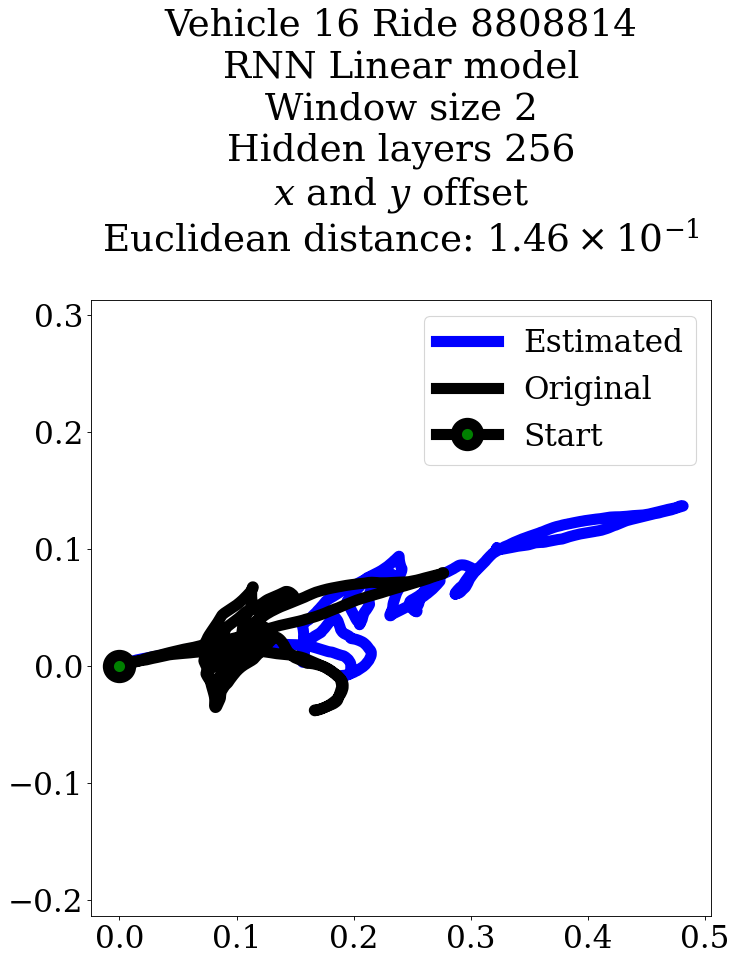 Vehicle 16 Ride 8808814
RNN Linear model
Window size 2
Hidden layers 256
x and y offset
Euclidean distance: 1.46 × 10⁻¹
Estimated
Original
Start
0.3
0.2
0.1
0.0
−0.1
−0.2
0.0 0.1 0.2 0.3 0.4 0.5